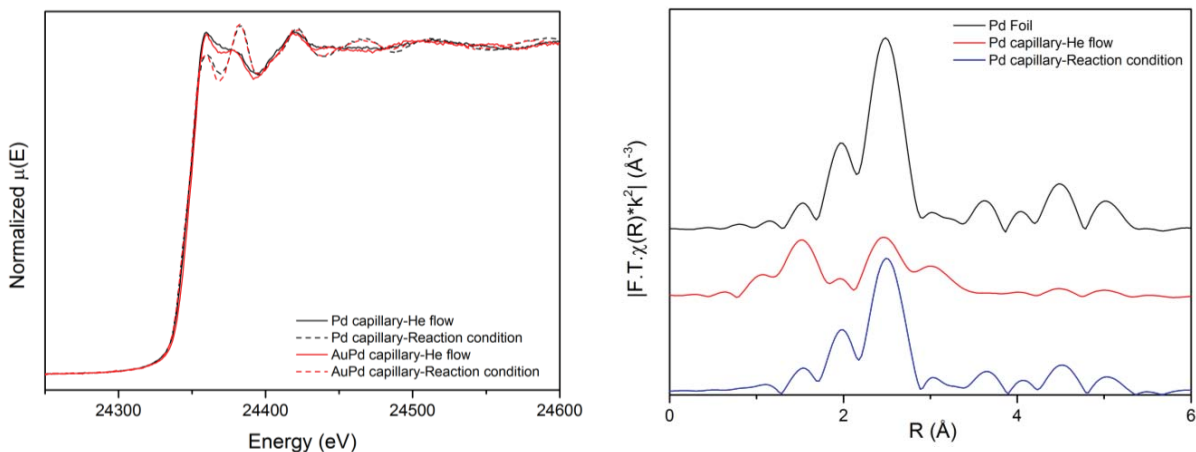 Normalized μ(E)
Pd capillary-He flow
Pd capillary-Reaction condition
AuPd capillary-He flow
AuPd capillary-Reaction condition
24300 24400 24500 24600
Energy (eV)
|F.T.χ(R)*k²| (Å⁻³)
Pd Foil
Pd capillary-He flow
Pd capillary-Reaction condition
0 2 4 6
R (Å)